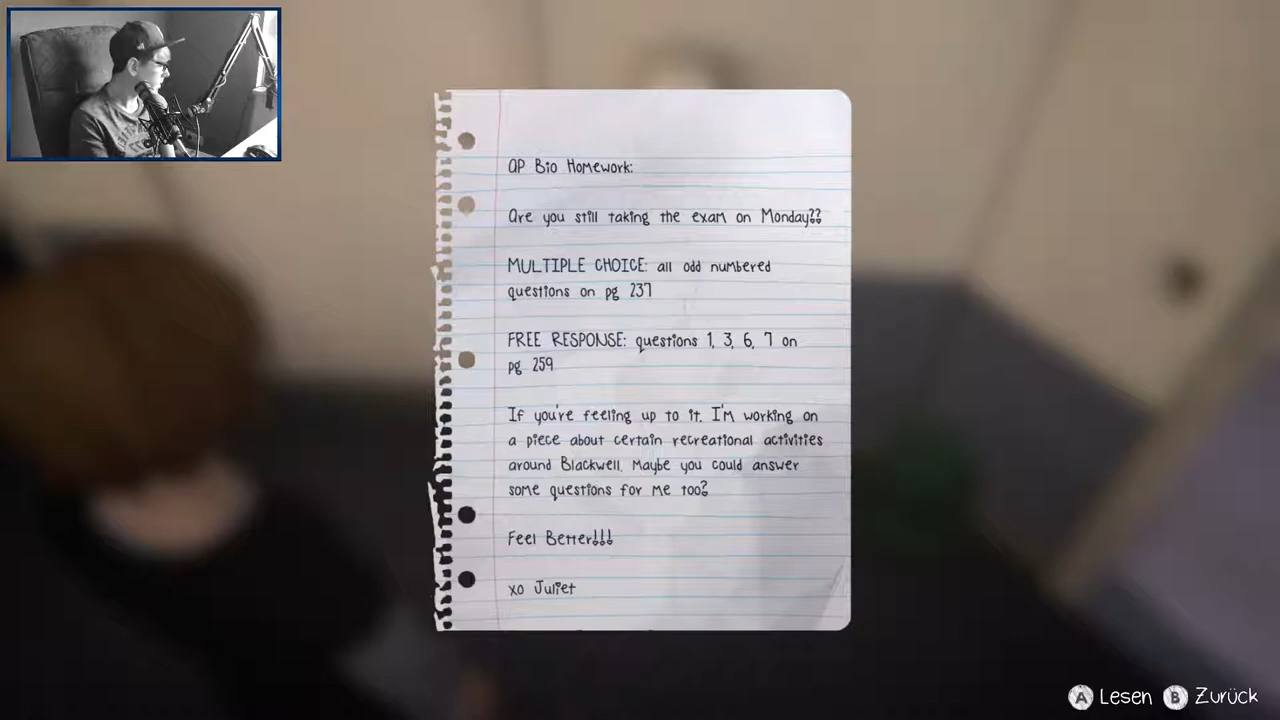 AP Bio Homework:
Are you still taking the exam on Monday??
MULTIPLE CHOICE: all odd numbered
questions on pg 237
FREE RESPONSE: questions 1, 3, 6, 7 on
pg 259
If you're feeling up to it. I'm working on
a piece about certain recreational activities
around Blackwell. Maybe you could answer
some questions for me too?
Feel Better!!!
xo Juliet
A Lesen B Zurück